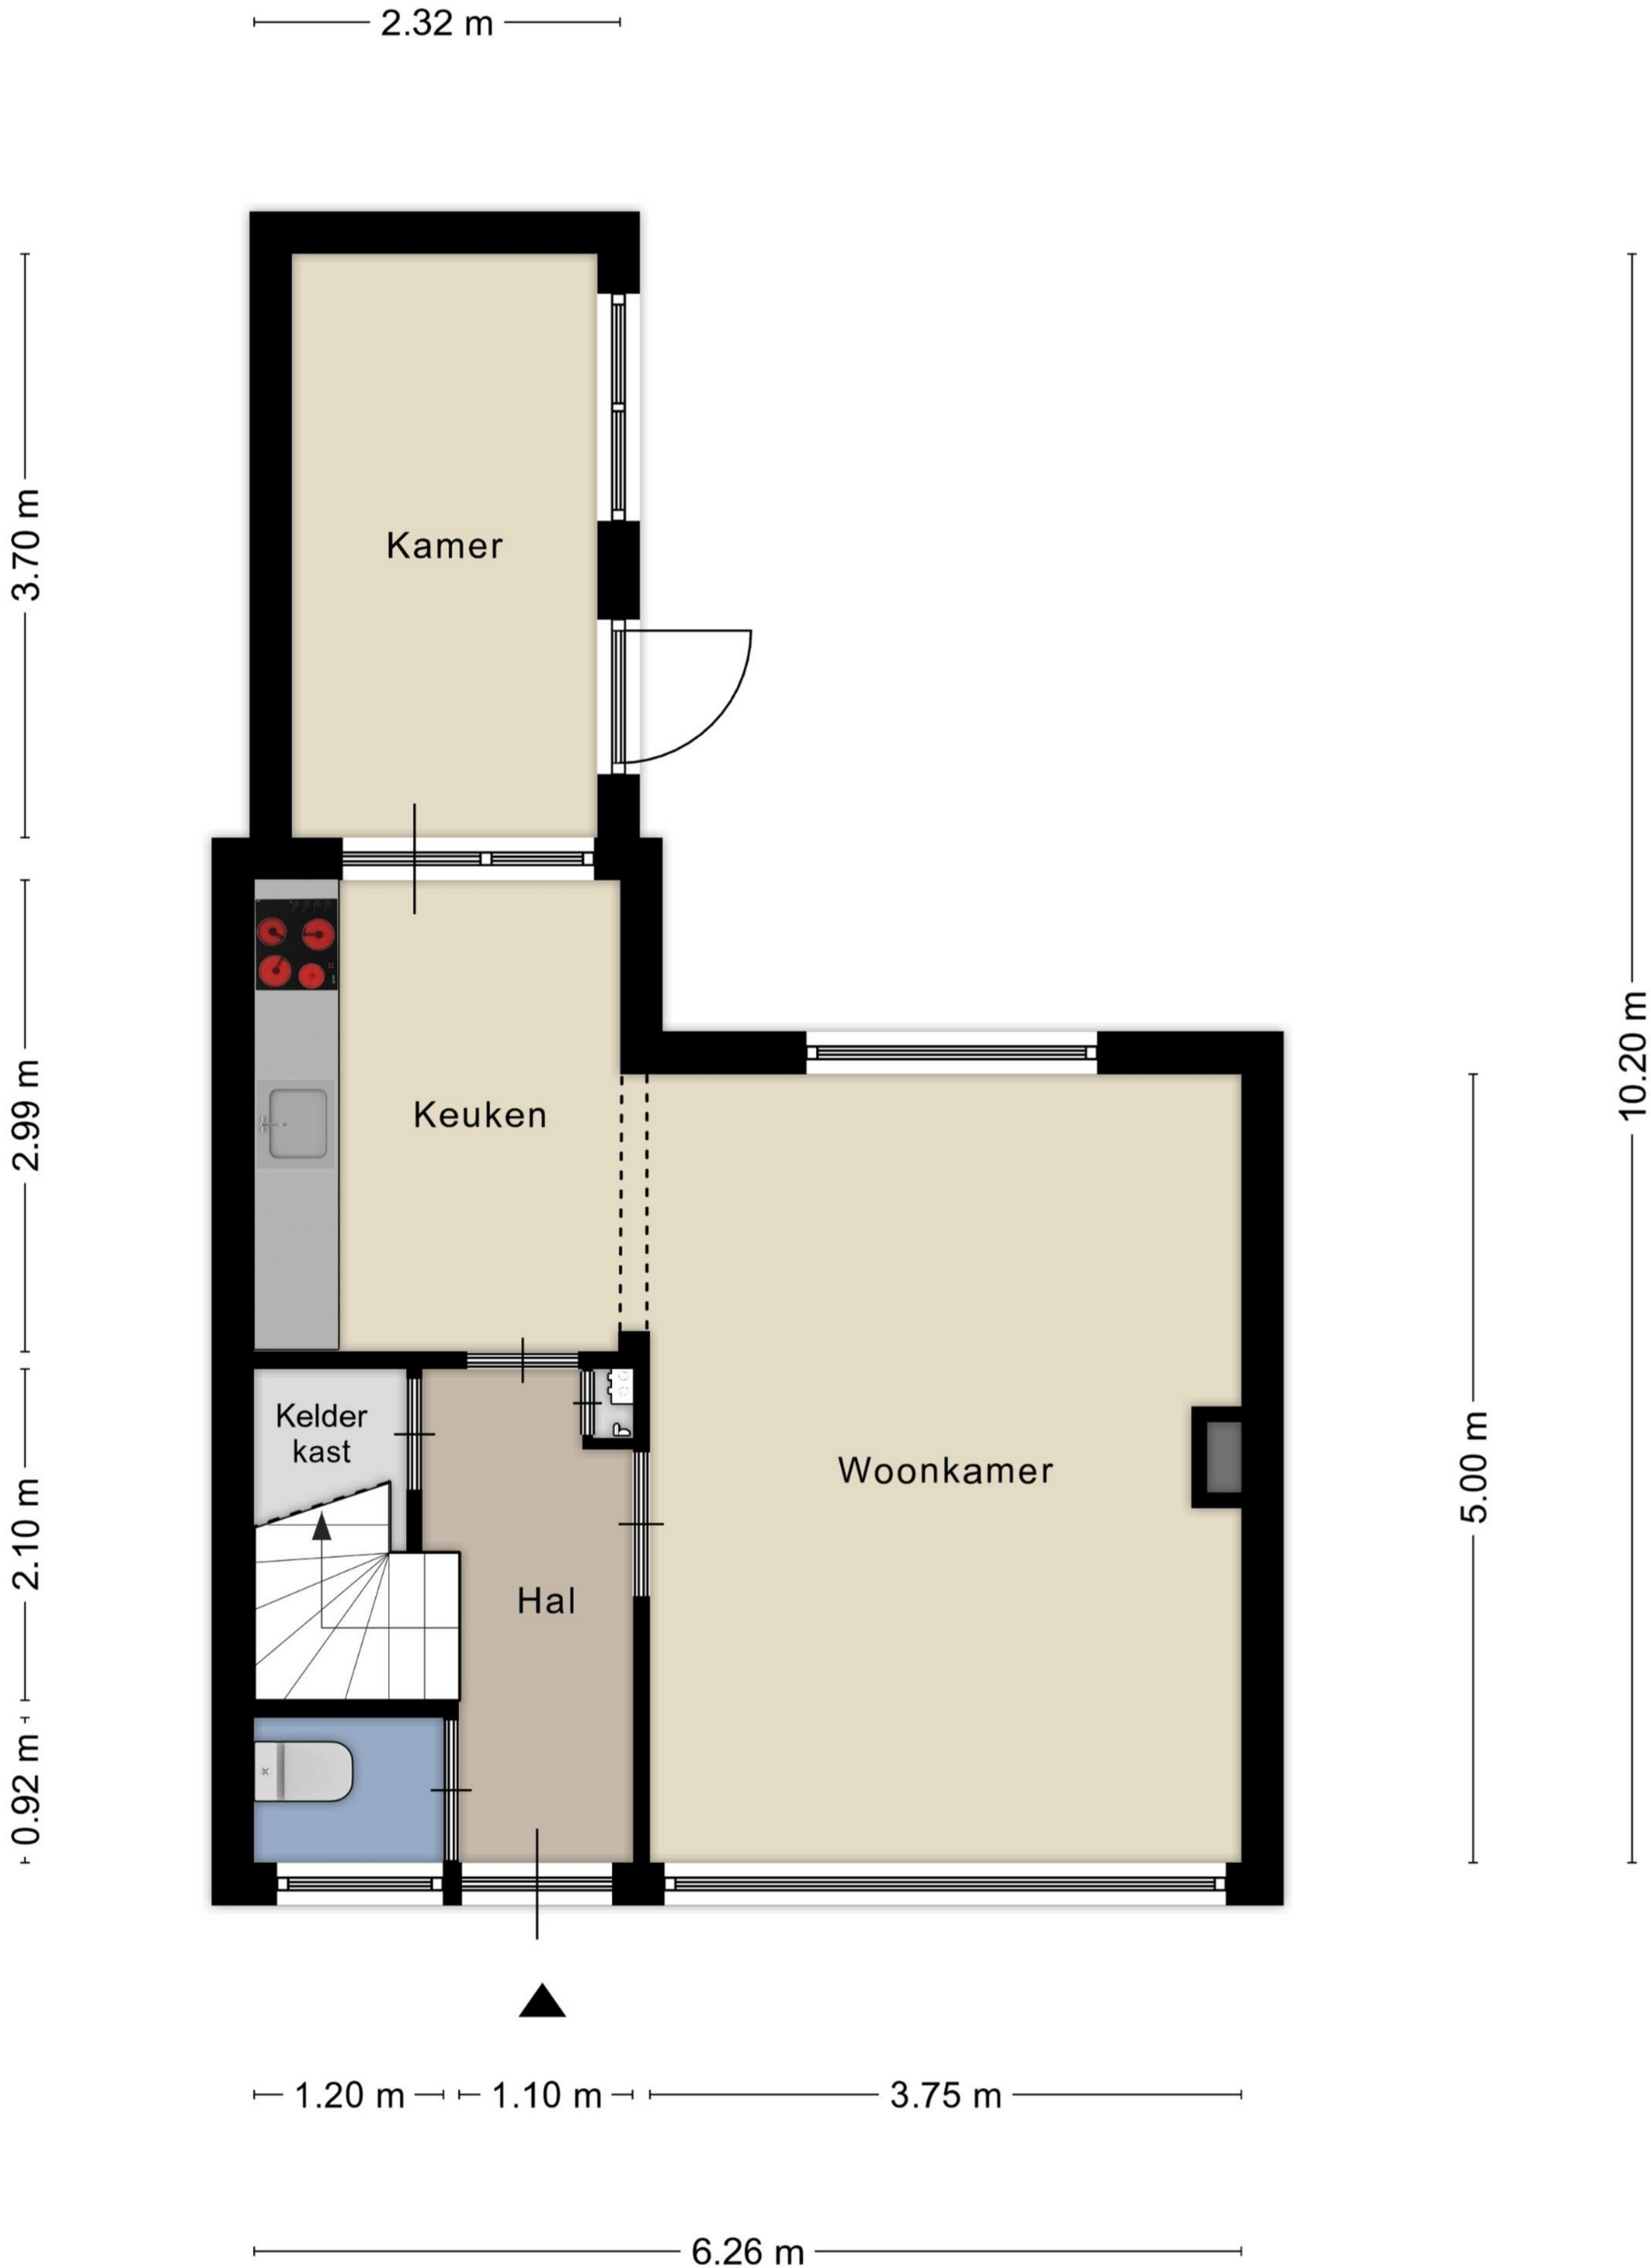 2.32 m
Kamer
3.70 m
10.20 m
Keuken
2.99 m
Kelder
kast
Woonkamer
5.00 m
2.10 m
Hal
0.92 m
1.20 m
1.10 m
3.75 m
6.26 m